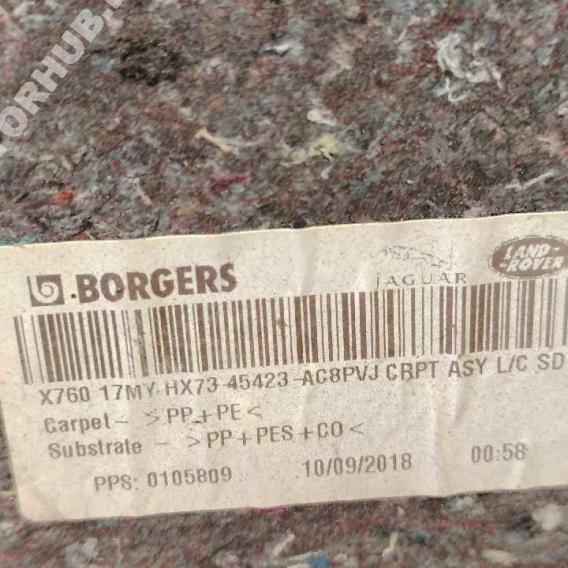 BORGERS
JAGUAR
LAND-ROVER
X760 17MY HX73-45423-AC8PVJ CRPT ASY L/C SD
Carpet- >PP+PE<
Substrate - >PP+PES+CO<
PPS: 0105809 10/09/2018 00:58